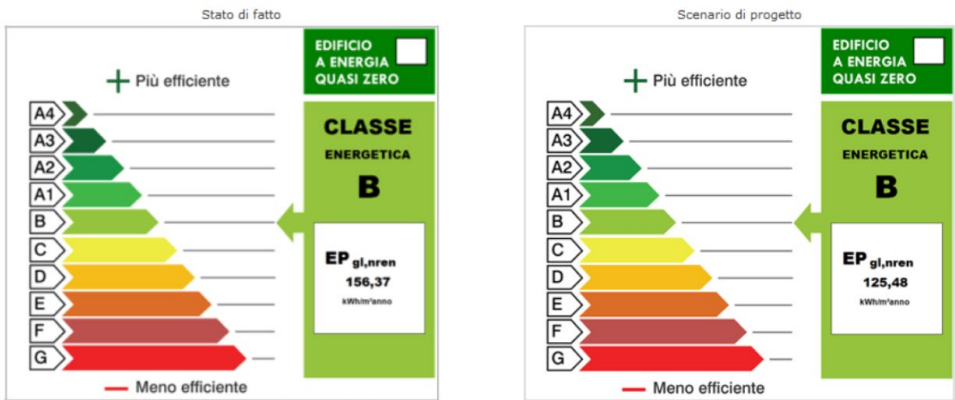 Stato di fatto
EDIFICIO
A ENERGIA
QUASI ZERO
Più efficiente
A4
A3
A2
A1
B
C
D
E
F
G
Meno efficiente
CLASSE
ENERGETICA
B
EP gl,nren
156,37
kWh/m²anno
Scenario di progetto
EDIFICIO
A ENERGIA
QUASI ZERO
Più efficiente
A4
A3
A2
A1
B
C
D
E
F
G
Meno efficiente
CLASSE
ENERGETICA
B
EP gl,nren
125,48
kWh/m²anno